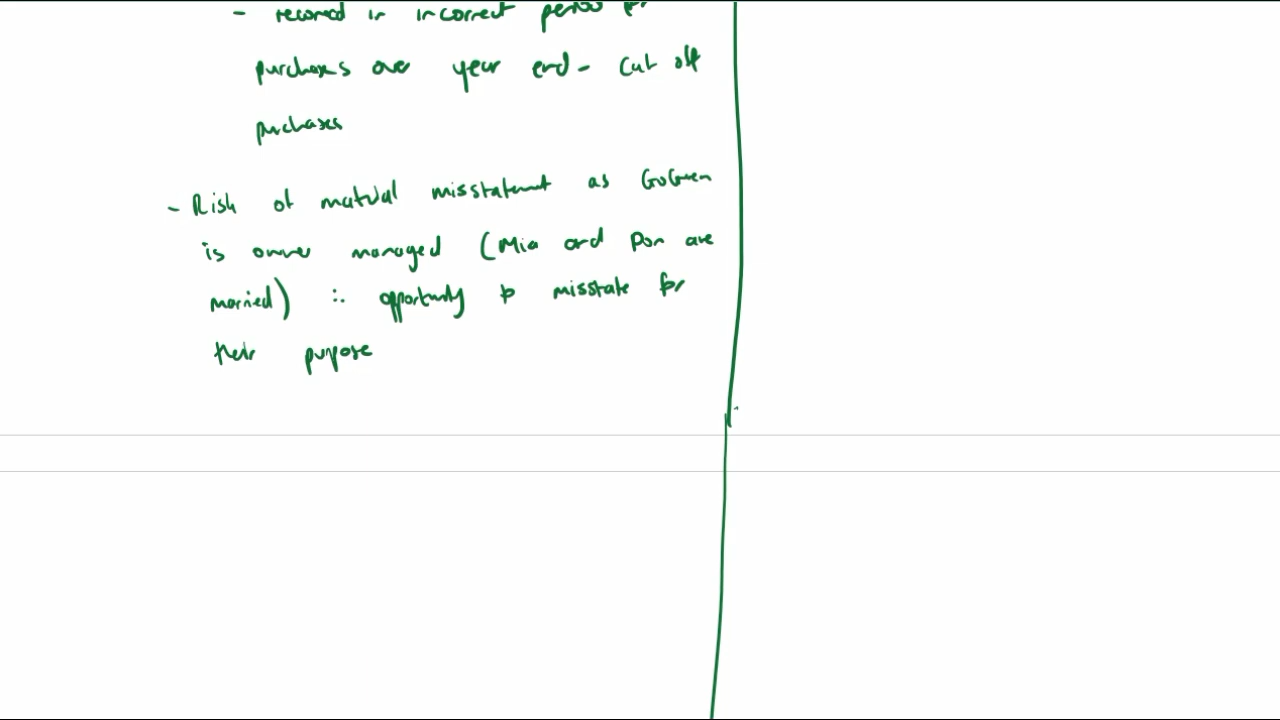 - record in incorrect period for
purchases over year end - cut off
purchases
- Risk of material misstatement as GoGreen
is owner managed (Mia and Don are
married) ∴ opportunity to misstate for
their purpose